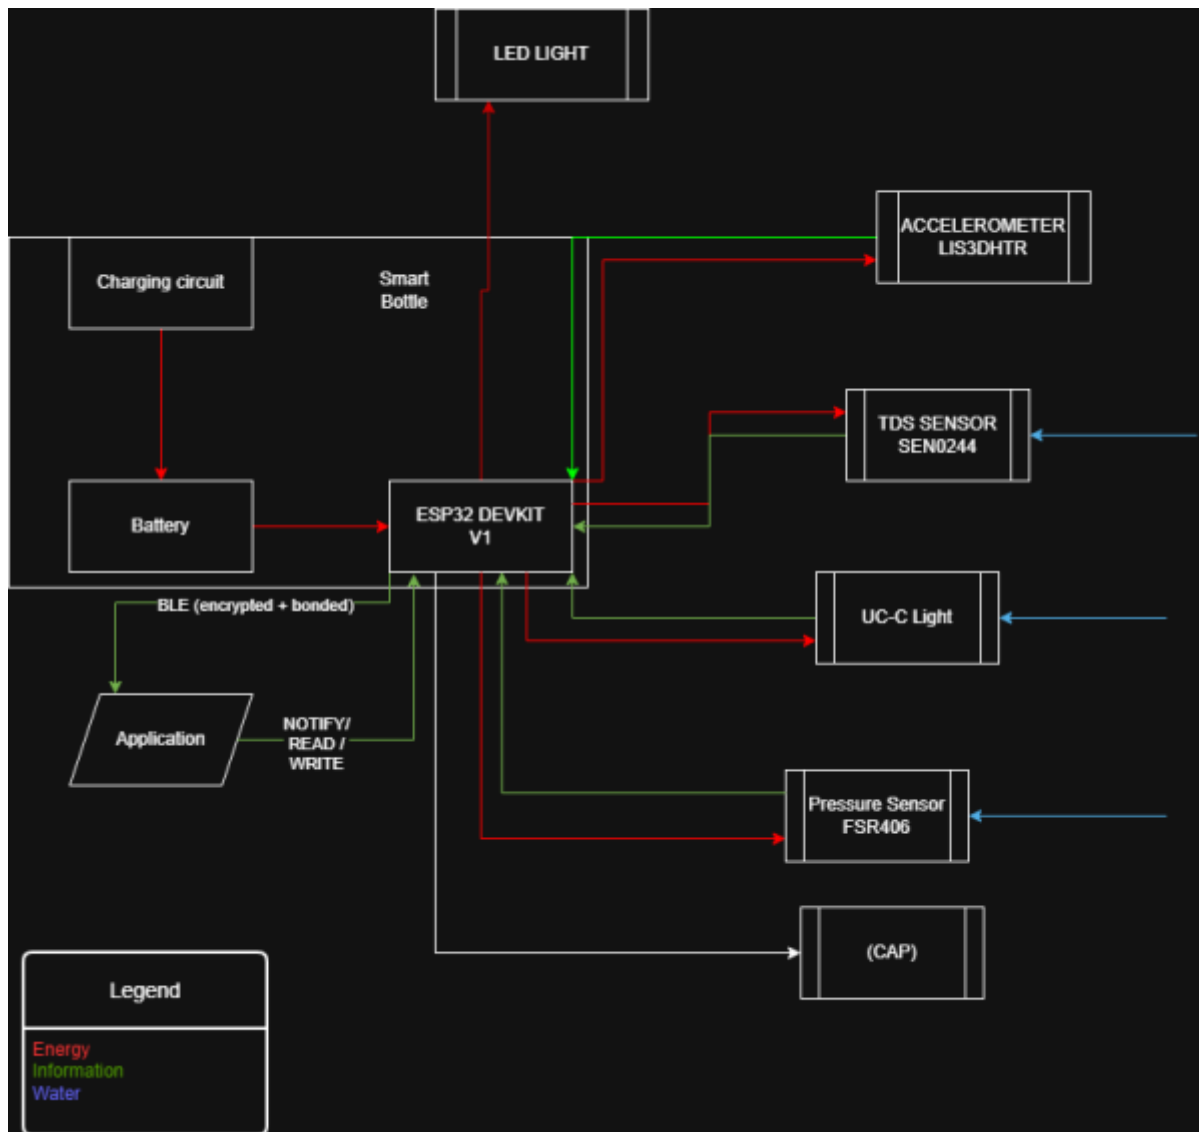 LED LIGHT
ACCELEROMETER
LIS3DHTR
Charging circuit
Smart
Bottle
TDS SENSOR
SEN0244
Battery
ESP32 DEVKIT
V1
BLE (encrypted + bonded)
UC-C Light
Application
NOTIFY/
READ /
WRITE
Pressure Sensor
FSR406
(CAP)
Legend
Energy
Information
Water